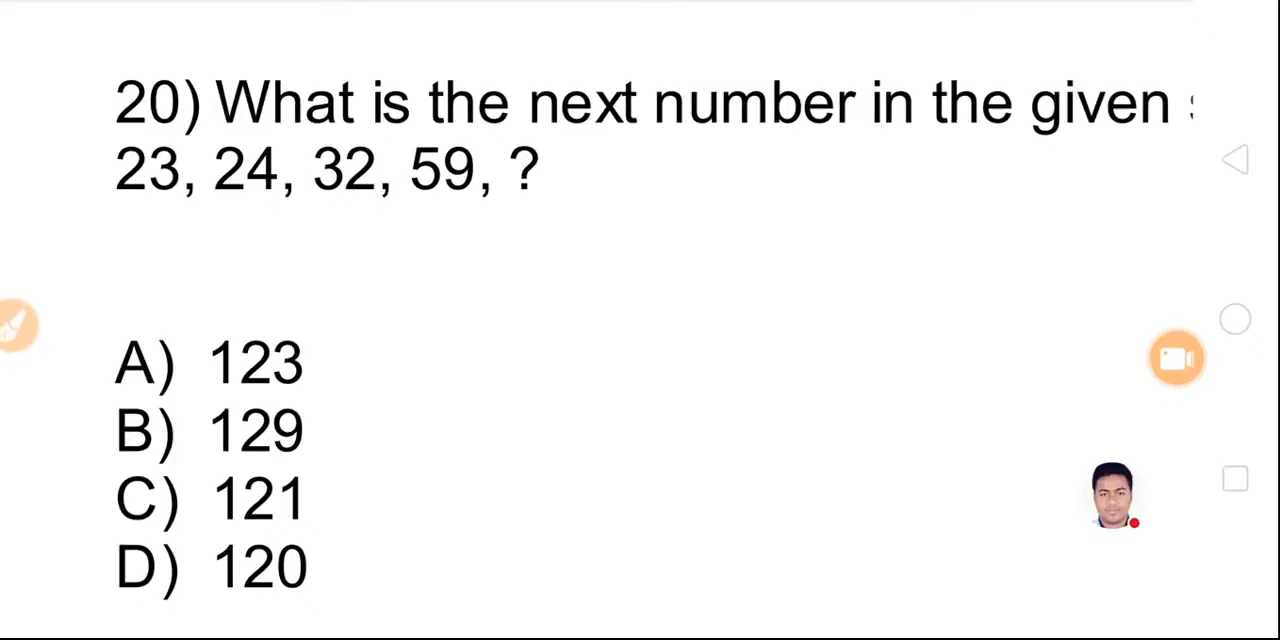 20) What is the next number in the given
23, 24, 32, 59, ?
A) 123
B) 129
C) 121
D) 120